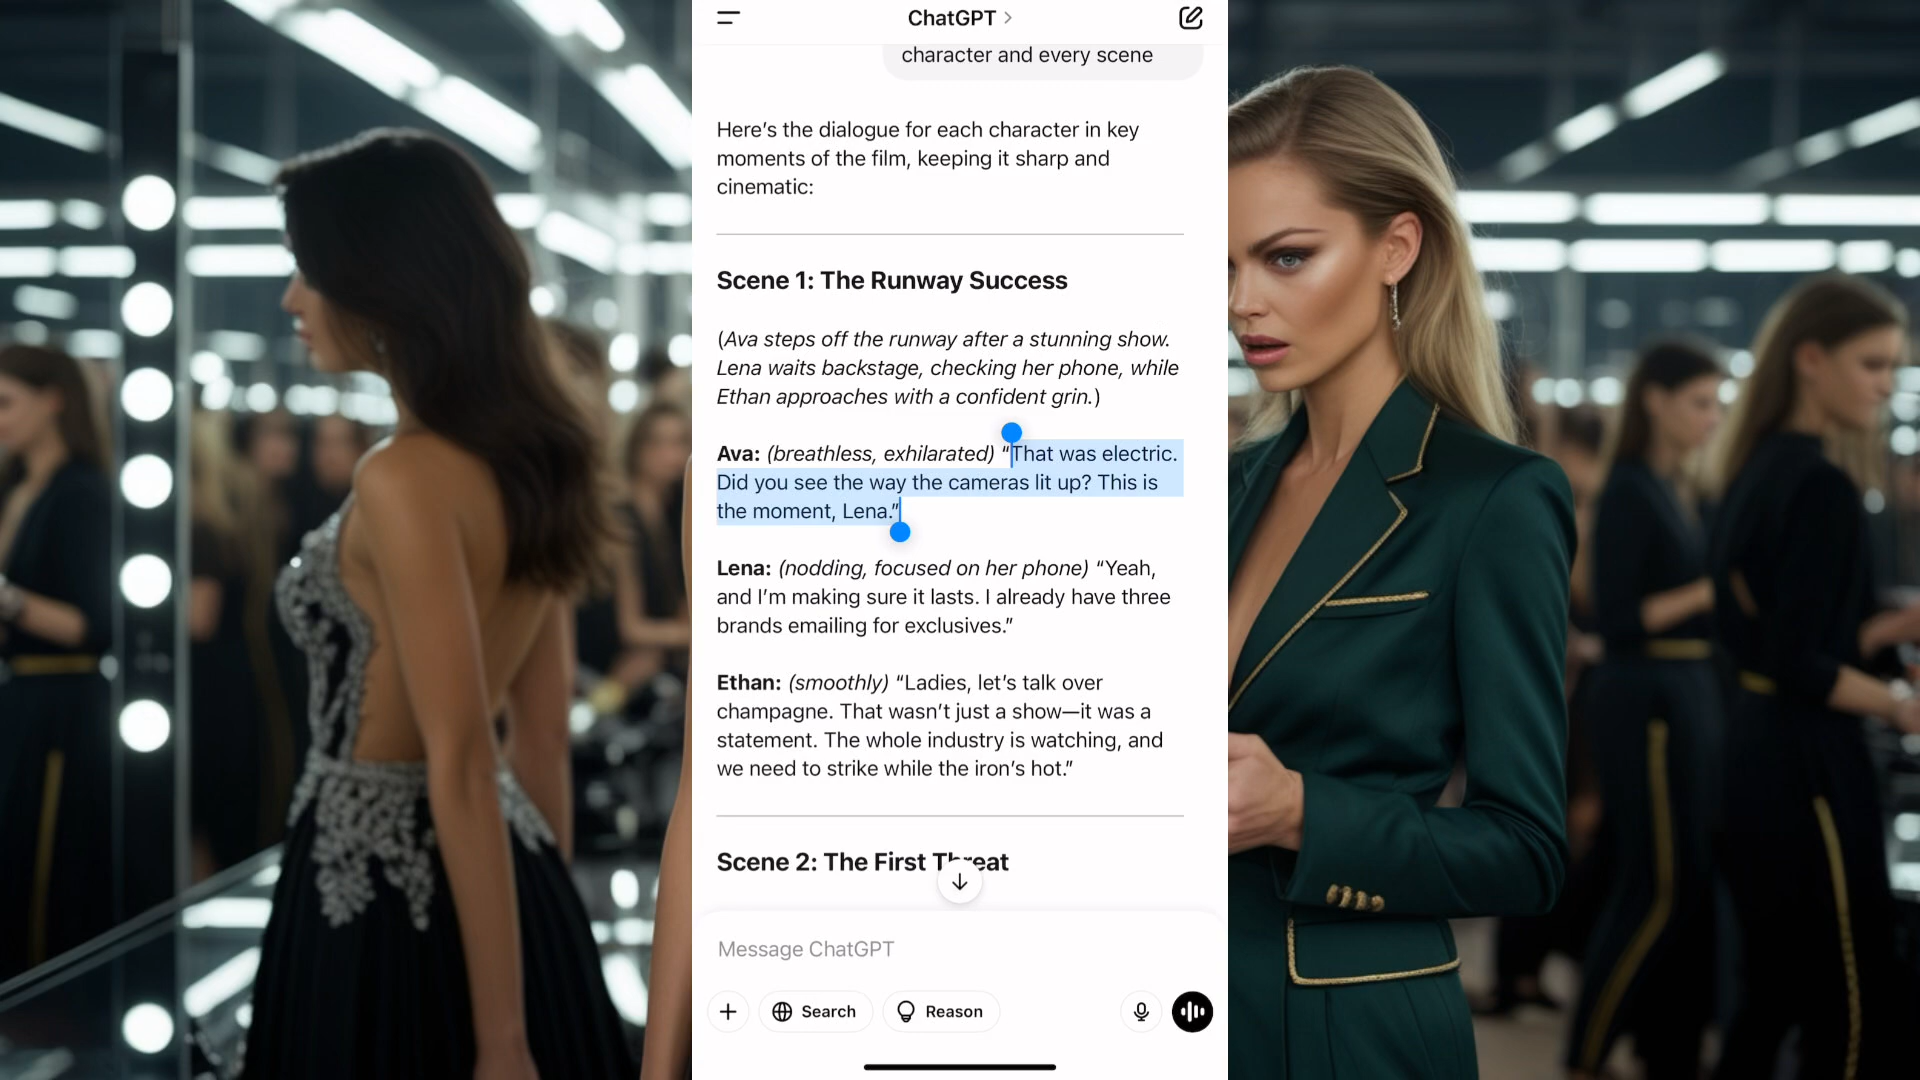 ChatGPT
character and every scene
Here’s the dialogue for each character in key
moments of the film, keeping it sharp and
cinematic:
Scene 1: The Runway Success
(Ava steps off the runway after a stunning show.
Lena waits backstage, checking her phone, while
Ethan approaches with a confident grin.)
Ava: (breathless, exhilarated) “That was electric.
Did you see the way the cameras lit up? This is
the moment, Lena.”
Lena: (nodding, focused on her phone) “Yeah,
and I’m making sure it lasts. I already have three
brands emailing for exclusives.”
Ethan: (smoothly) “Ladies, let’s talk over
champagne. That wasn’t just a show—it was a
statement. The whole industry is watching, and
we need to strike while the iron’s hot.”
Scene 2: The First Threat
Message ChatGPT
Search
Reason